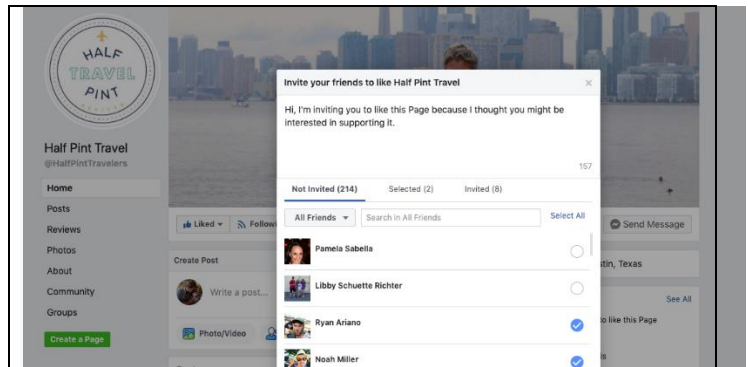 HALF
TRAVEL
PINT
Half Pint Travel
@HalfPintTravelers
Home
Posts
Reviews
Photos
About
Community
Groups
Create a Page
Liked
Followi
Send Message
Create Post
Write a post...
Photo/Video
stin, Texas
See All
to like this Page
Invite your friends to like Half Pint Travel
Hi, I'm inviting you to like this Page because I thought you might be
interested in supporting it.
157
Not Invited (214) Selected (2) Invited (8)
All Friends Search in All Friends Select All
Pamela Sabella
Libby Schuette Richter
Ryan Ariano
Noah Miller